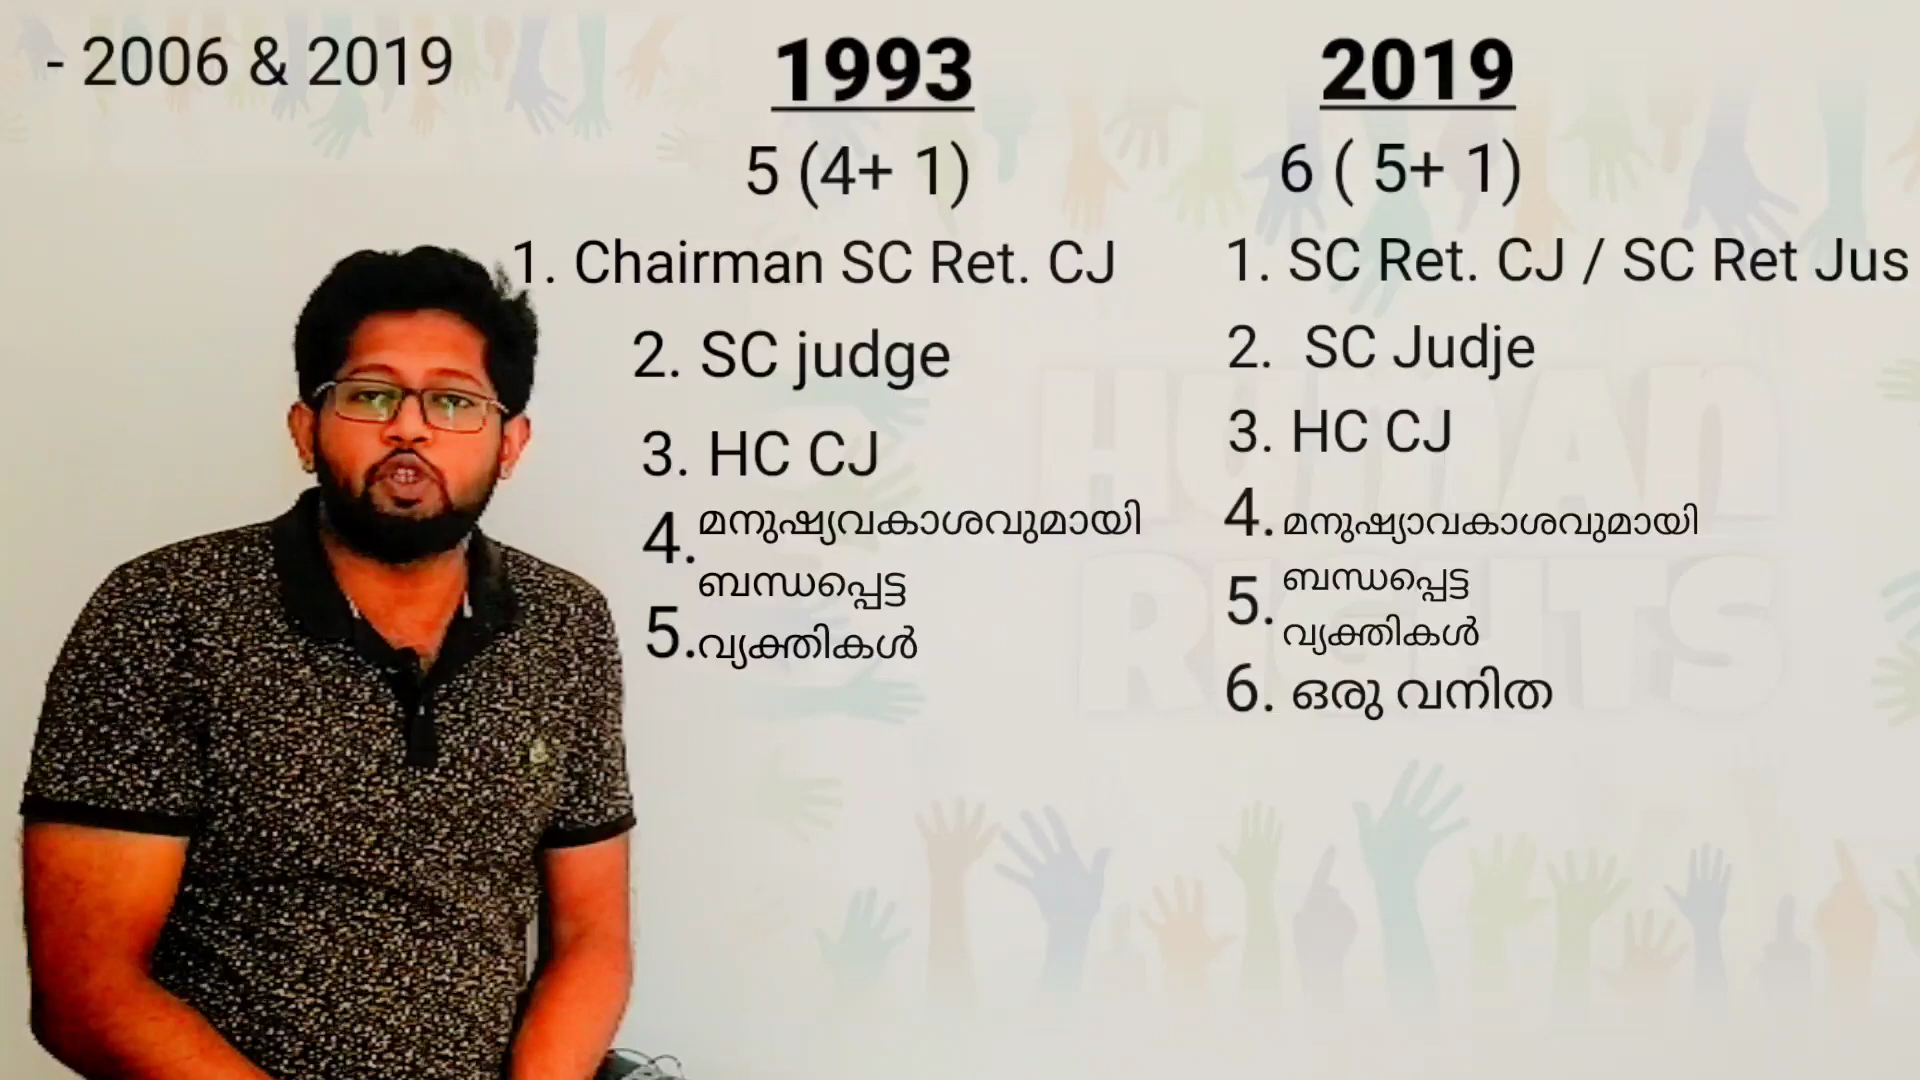 - 2006 & 2019
1993
5 (4+ 1)
1. Chairman SC Ret. CJ
2. SC judge
3. HC CJ
4. മനുഷ്യവകാശവുമായി
ബന്ധപ്പെട്ട
5. വ്യക്തികൾ
2019
6 ( 5+ 1)
1. SC Ret. CJ / SC Ret Jus
2. SC Judje
3. HC CJ
4. മനുഷ്യാവകാശവുമായി
5. ബന്ധപ്പെട്ട
വ്യക്തികൾ
6. ഒരു വനിത
HUMAN
RIGHTS